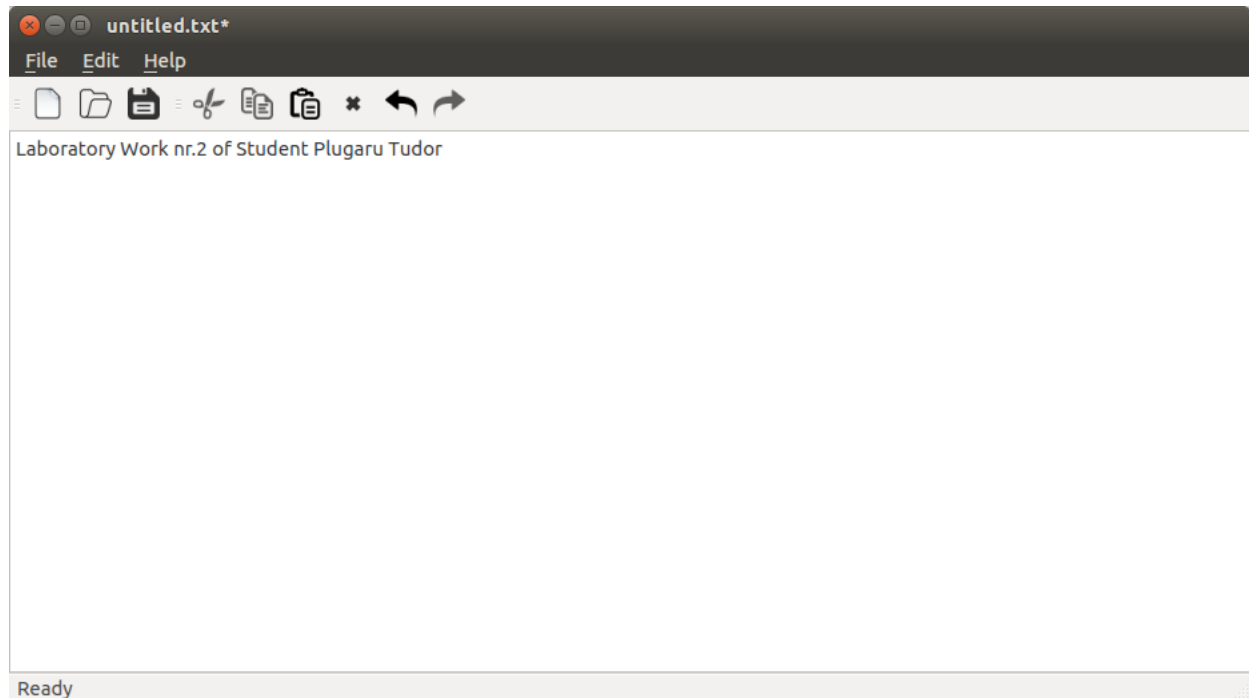 untitled.txt*
File Edit Help
Laboratory Work nr.2 of Student Plugaru Tudor
Ready